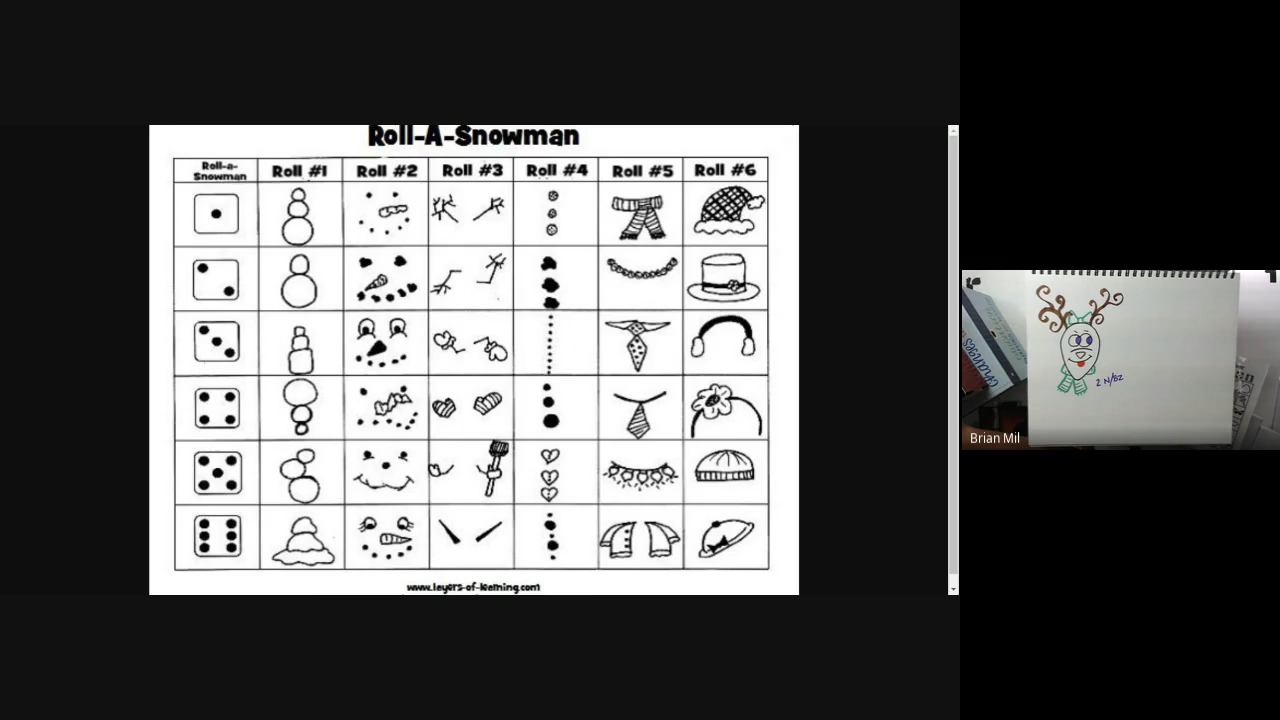 Roll-A-Snowman
Roll-a-
Snowman
Roll #1
Roll #2
Roll #3
Roll #4
Roll #5
Roll #6
www.layers-of-learning.com
Brian Mil